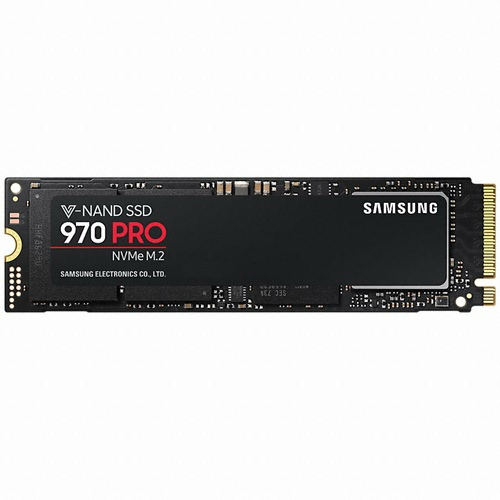 V-NAND SSD
970 PRO
NVMe M.2
SAMSUNG ELECTRONICS CO., LTD.
SAMSUNG